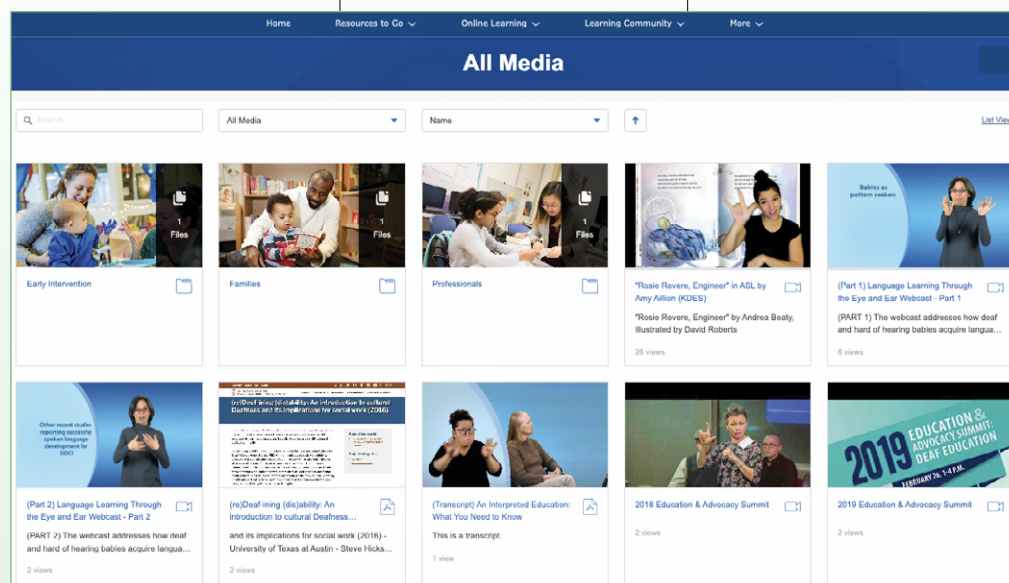 Home
Resources to Go
Online Learning
Learning Community
More
All Media
Search
All Media
Name
List View
1
Files
1
Files
1
Files
Babies as
pattern seekers
Early Intervention
Families
Professionals
"Rosie Revere, Engineer" in ASL by
Amy Allion (KDES)
"Rosie Revere, Engineer" by Andrea Beaty,
Illustrated by David Roberts
26 views
(Part 1) Language Learning Through
the Eye and Ear Webcast - Part 1
(PART 1) The webcast addresses how deaf
and hard of hearing babies acquire langua...
6 views
Other recent studies
reporting successful
spoken language
development for
DOCI
(re)Deaf-ining (dis)ability: An introduction to cultural
Deafness and its implications for social work (2016)
2019
EDUCATION &
ADVOCACY SUMMIT:
DEAF EDUCATION
FEBRUARY 26, 1-4 P.M.
(Part 2) Language Learning Through
the Eye and Ear Webcast - Part 2
(PART 2) The webcast addresses how deaf
and hard of hearing babies acquire langua...
2 views
(re)Deaf-ining (dis)ability: An
introduction to cultural Deafness...
and its implications for social work (2016) -
University of Texas at Austin - Steve Hicks...
2 views
(Transcript) An Interpreted Education:
What You Need to Know
This is a transcript.
1 view
2018 Education & Advocacy Summit
2 views
2019 Education & Advocacy Summit
2 views